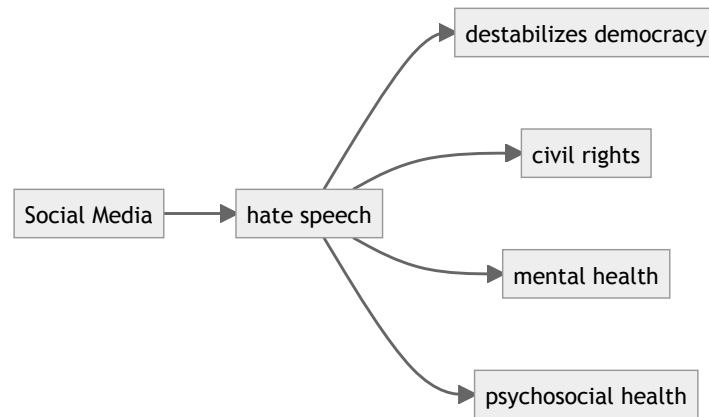 destabilizes democracy
civil rights
Social Media
hate speech
mental health
psychosocial health